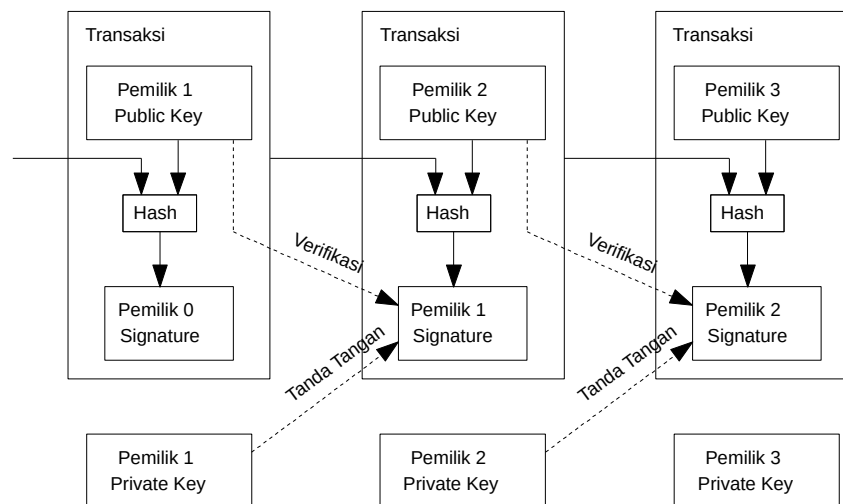 Transaksi
Transaksi
Transaksi
Pemilik 1
Public Key
Pemilik 2
Public Key
Pemilik 3
Public Key
Hash
Hash
Hash
Verifikasi
Verifikasi
Pemilik 0
Signature
Pemilik 1
Signature
Pemilik 2
Signature
Tanda Tangan
Tanda Tangan
Pemilik 1
Private Key
Pemilik 2
Private Key
Pemilik 3
Private Key